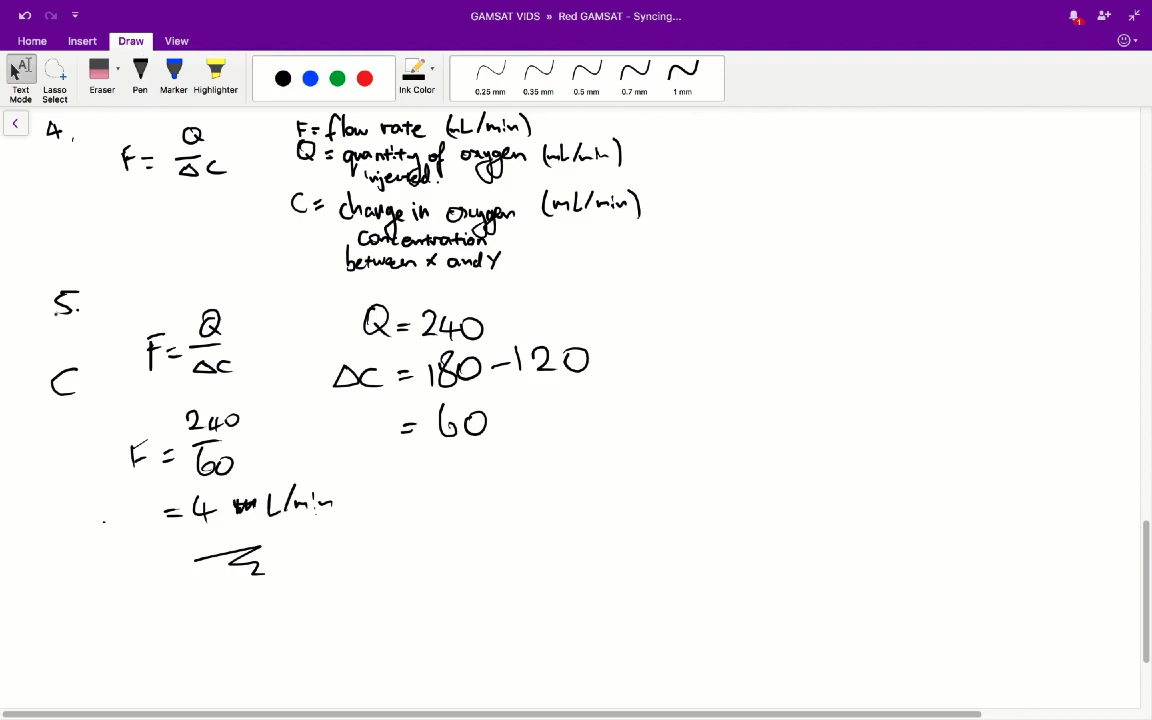 GAMSAT VIDS » Red GAMSAT - Syncing...
1
Home Insert Draw View
Text Mode
Lasso Select
Eraser
Pen
Marker
Highlighter
Ink Color
0.25 mm 0.35 mm 0.5 mm 0.7 mm 1 mm
4.
F = Q / ΔC
F = flow rate (mL/min)
Q = quantity of oxygen (mL/min)
injected.
C = change in oxygen (mL/min)
concentration
between X and Y
5.
F = Q / ΔC
Q = 240
ΔC = 180 - 120
= 60
C
F = 240 / 60
= 4 L/min